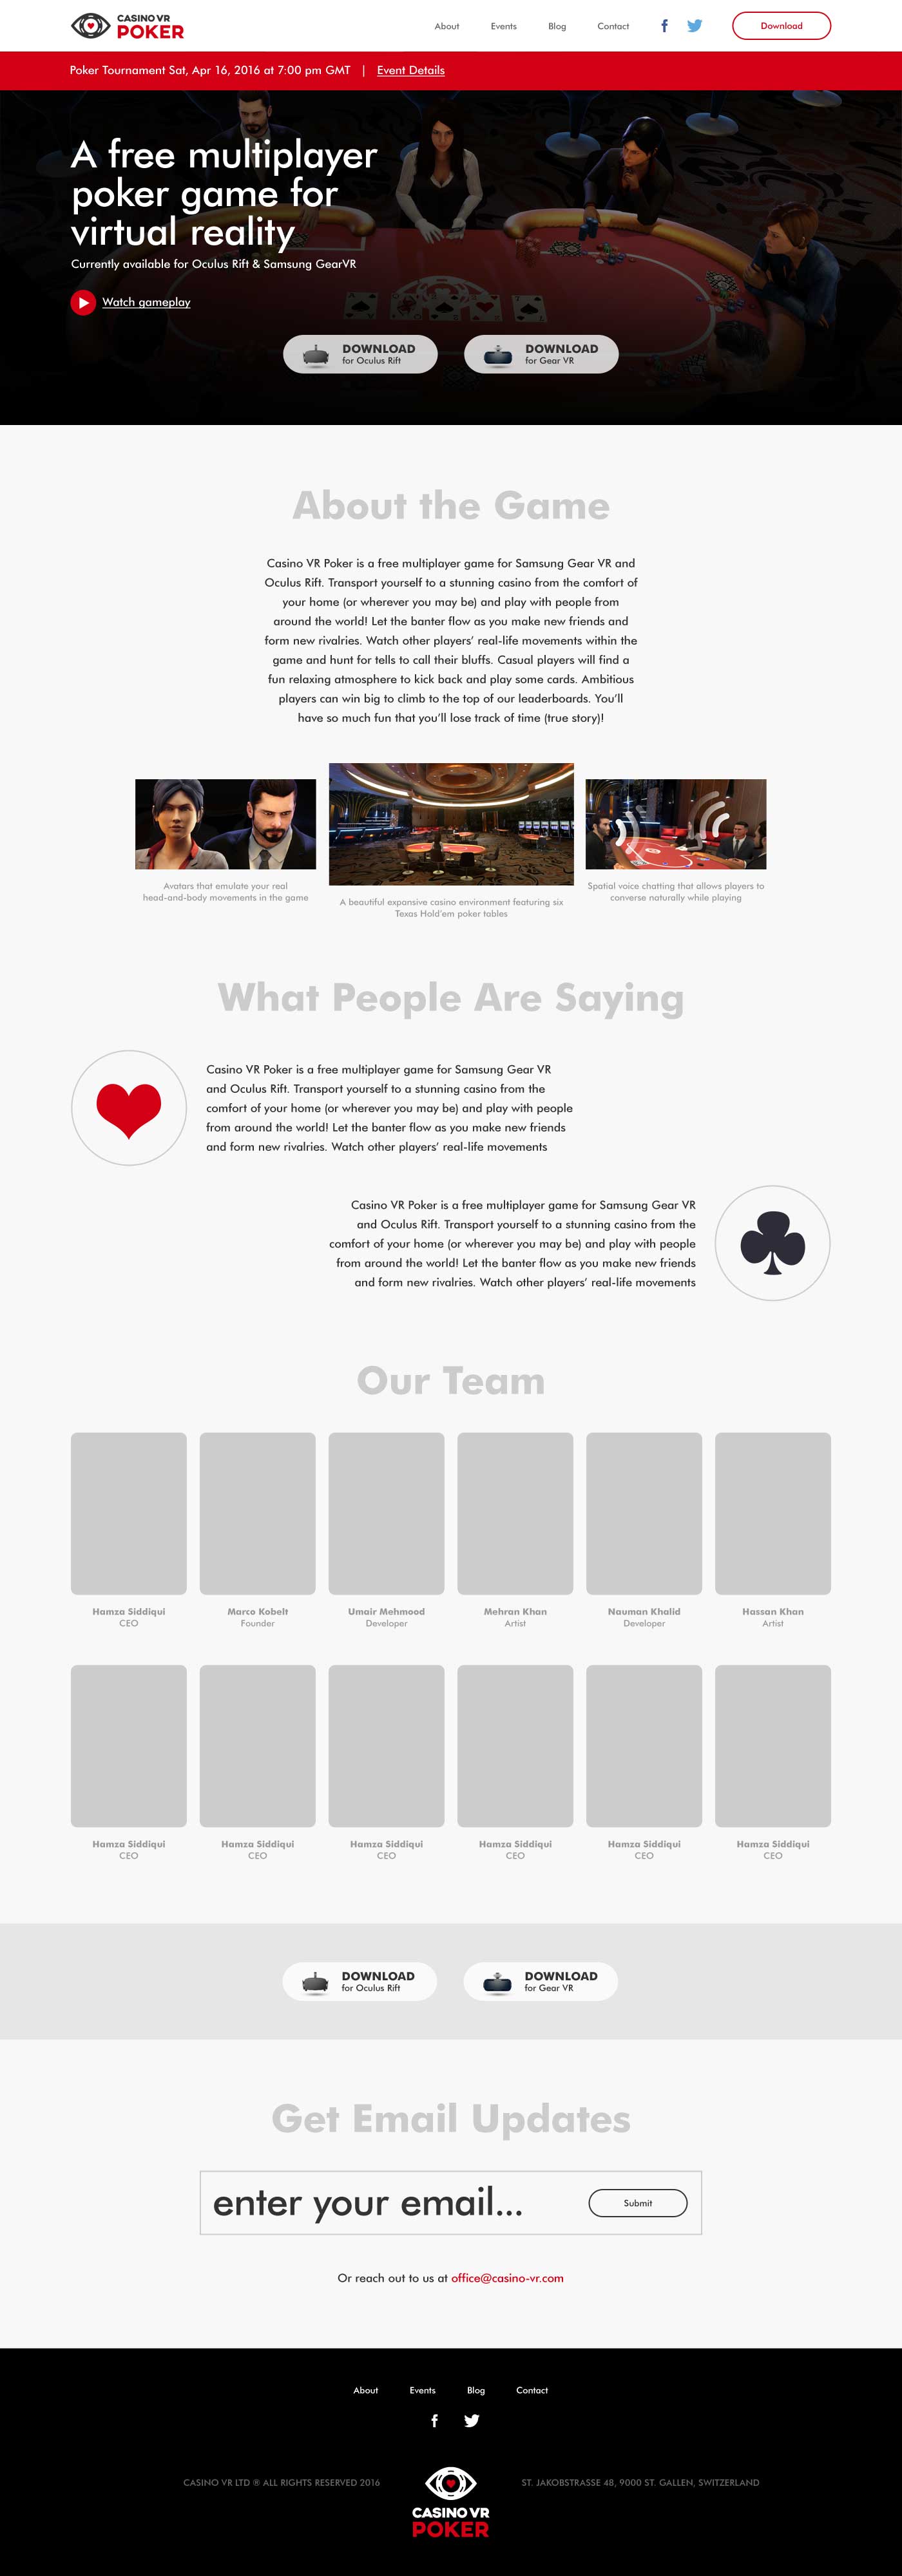 CASINO VR
POKER
About Events Blog Contact Download
Poker Tournament Sat, Apr 16, 2016 at 7:00 pm GMT | Event Details
A free multiplayer
poker game for
virtual reality
Currently available for Oculus Rift & Samsung GearVR
Watch gameplay
DOWNLOAD
for Oculus Rift
DOWNLOAD
for Gear VR
About the Game
Casino VR Poker is a free multiplayer game for Samsung Gear VR and
Oculus Rift. Transport yourself to a stunning casino from the comfort of
your home (or wherever you may be) and play with people from
around the world! Let the banter flow as you make new friends and
form new rivalries. Watch other players’ real-life movements within the
game and hunt for tells to call their bluffs. Casual players will find a
fun relaxing atmosphere to kick back and play some cards. Ambitious
players can win big to climb to the top of our leaderboards. You’ll
have so much fun that you’ll lose track of time (true story)!
Avatars that emulate your real
head-and-body movements in the game
A beautiful expansive casino environment featuring six
Texas Hold’em poker tables
Spatial voice chatting that allows players to
converse naturally while playing
What People Are Saying
Casino VR Poker is a free multiplayer game for Samsung Gear VR
and Oculus Rift. Transport yourself to a stunning casino from the
comfort of your home (or wherever you may be) and play with people
from around the world! Let the banter flow as you make new friends
and form new rivalries. Watch other players’ real-life movements
Casino VR Poker is a free multiplayer game for Samsung Gear VR
and Oculus Rift. Transport yourself to a stunning casino from the
comfort of your home (or wherever you may be) and play with people
from around the world! Let the banter flow as you make new friends
and form new rivalries. Watch other players’ real-life movements
Our Team
Hamza Siddiqui Marco Kobelt Umair Mehmood Mehran Khan Nauman Khalid Hassan Khan
CEO Founder Developer Artist Developer Artist
Hamza Siddiqui Hamza Siddiqui Hamza Siddiqui Hamza Siddiqui Hamza Siddiqui Hamza Siddiqui
CEO CEO CEO CEO CEO CEO
DOWNLOAD
for Oculus Rift
DOWNLOAD
for Gear VR
Get Email Updates
enter your email... Submit
Or reach out to us at office@casino-vr.com
About Events Blog Contact
CASINO VR LTD ® ALL RIGHTS RESERVED 2016
CASINO VR
POKER
ST. JAKOBSTRASSE 48, 9000 ST. GALLEN, SWITZERLAND